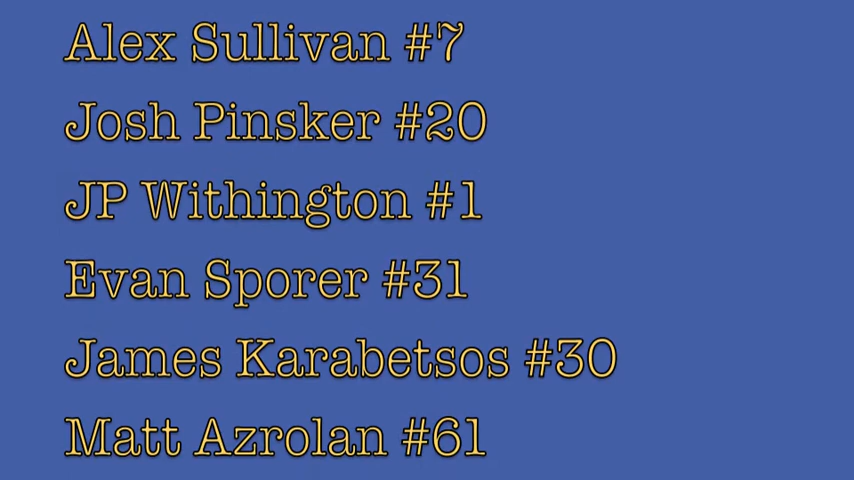 Alex Sullivan #7
Josh Pinsker #20
JP Withington #1
Evan Sporer #31
James Karabetsos #30
Matt Azrolan #61